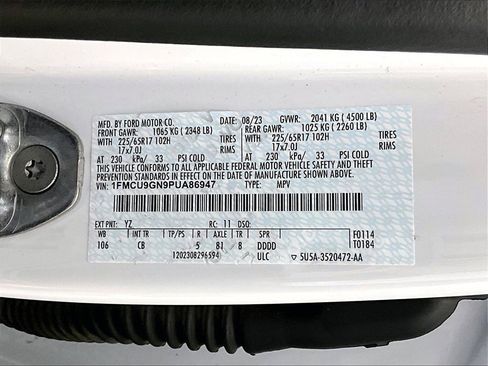 MFD. BY FORD MOTOR CO. 08/23 GVWR: 2041 KG ( 4500 LB)
FRONT GAWR: 1065 KG ( 2348 LB) REAR GAWR: 1025 KG ( 2260 LB)
WITH 225/65R17 102H TIRES WITH 225/65R17 102H TIRES
17x7.0J RIMS 17x7.0J RIMS
AT 230 kPa/ 33 PSI COLD AT 230 kPa/ 33 PSI COLD
THIS VEHICLE CONFORMS TO ALL APPLICABLE FEDERAL MOTOR VEHICLE SAFETY AND THEFT
PREVENTION STANDARDS IN EFFECT ON THE DATE OF MANUFACTURE SHOWN ABOVE.
VIN: 1FMCU9GN9PUA86947 TYPE: MPV
EXT PNT: YZ RC: 11 DSO:
WB INT TR TP/PS R AXLE TR SPR F0114
106 CB 5 81 8 DDDD T0184
1202308296594 ULC 5U5A-3520472-AA